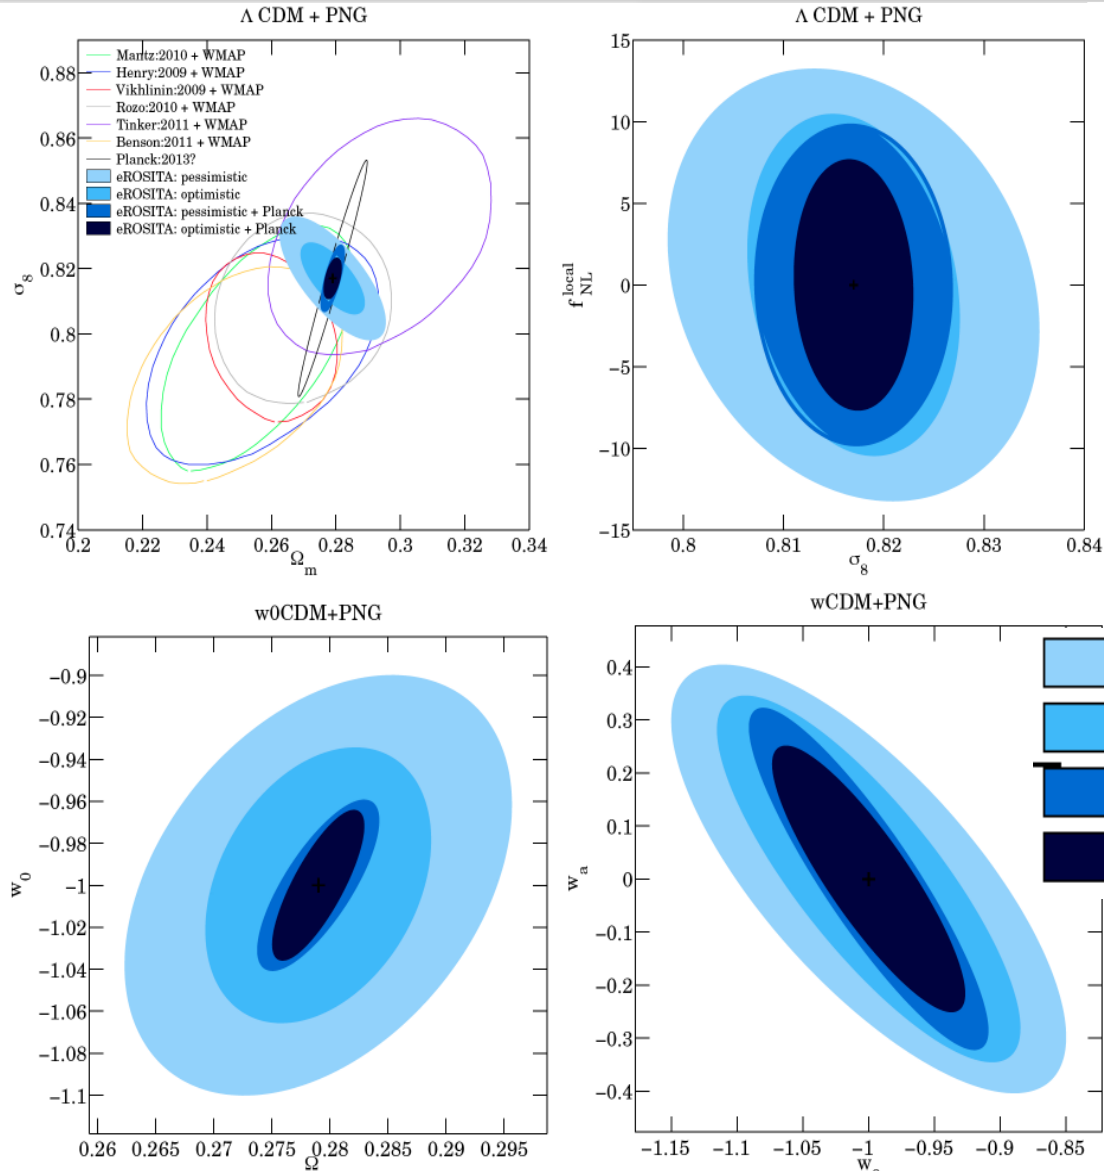 Λ CDM + PNG
0.88
0.86
0.84
0.82
0.8
0.78
0.76
0.74
σ8
Mantz:2010 + WMAP
Henry:2009 + WMAP
Vikhlinin:2009 + WMAP
Rozo:2010 + WMAP
Tinker:2011 + WMAP
Benson:2011 + WMAP
Planck:2013?
eROSITA: pessimistic
eROSITA: optimistic
eROSITA: pessimistic + Planck
eROSITA: optimistic + Planck
0.2 0.22 0.24 0.26 0.28 0.3 0.32 0.34
Ωm
Λ CDM + PNG
15
10
5
0
−5
−10
−15
f NL local
0.8 0.81 0.82 0.83 0.84
σ8
w0CDM+PNG
−0.9
−0.92
−0.94
−0.96
−0.98
−1
−1.02
−1.04
−1.06
−1.08
−1.1
w0
0.26 0.265 0.27 0.275 0.28 0.285 0.29 0.295
Ω
wCDM+PNG
0.4
0.3
0.2
0.1
0
−0.1
−0.2
−0.3
−0.4
wa
−1.15 −1.1 −1.05 −1 −0.95 −0.9 −0.85